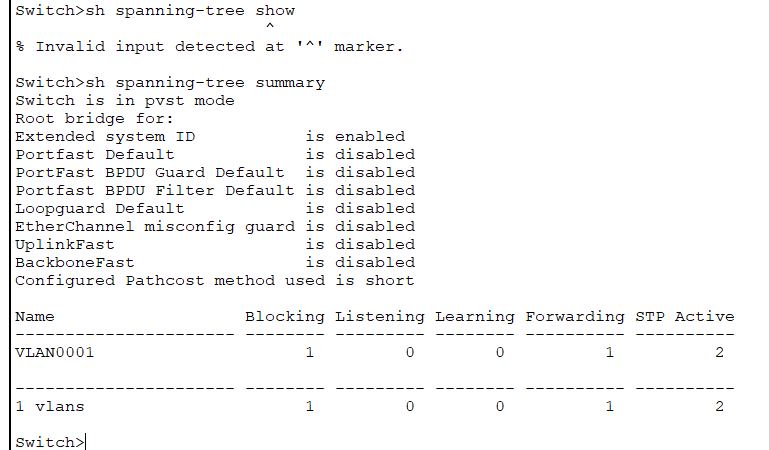 Switch>sh spanning-tree show
^
% Invalid input detected at '^' marker.
Switch>sh spanning-tree summary
Switch is in pvst mode
Root bridge for:
Extended system ID           is enabled
Portfast Default             is disabled
PortFast BPDU Guard Default  is disabled
Portfast BPDU Filter Default is disabled
Loopguard Default            is disabled
EtherChannel misconfig guard is disabled
UplinkFast                   is disabled
BackboneFast                 is disabled
Configured Pathcost method used is short
Name                   Blocking Listening Learning Forwarding STP Active
---------------------- -------- --------- -------- ---------- ----------
VLAN0001                     1         0        0          1          2
---------------------- -------- --------- -------- ---------- ----------
1 vlans                      1         0        0          1          2
Switch>